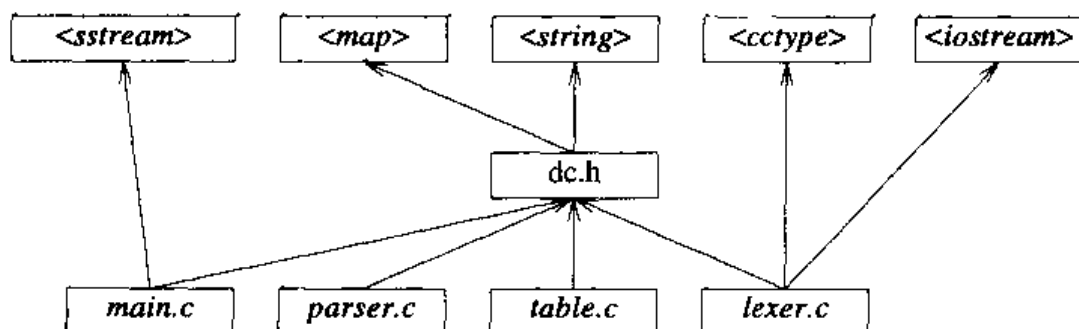 <sstream> <map> <string> <cctype> <iostream>
dc.h
main.c parser.c table.c lexer.c